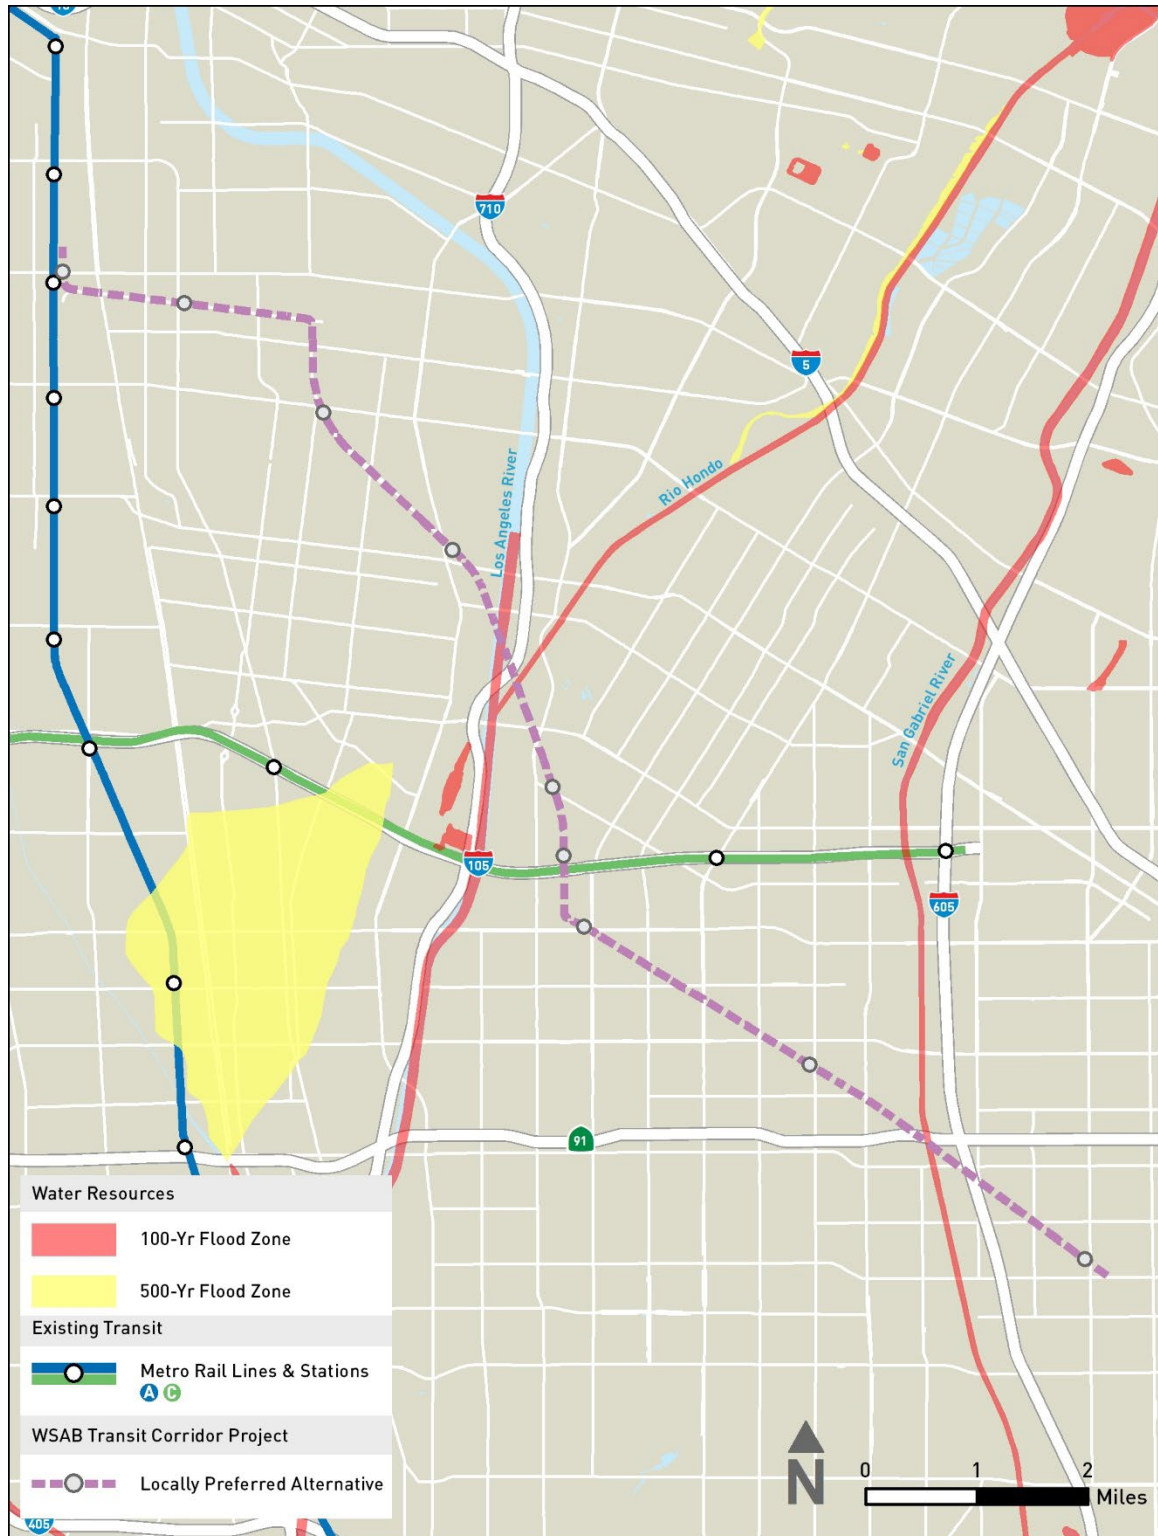 10
710
5
Los Angeles River
Rio Hondo
San Gabriel River
105
605
91
Water Resources
100-Yr Flood Zone
500-Yr Flood Zone
Existing Transit
Metro Rail Lines & Stations
A C
WSAB Transit Corridor Project
Locally Preferred Alternative
405
N
0 1 2
Miles